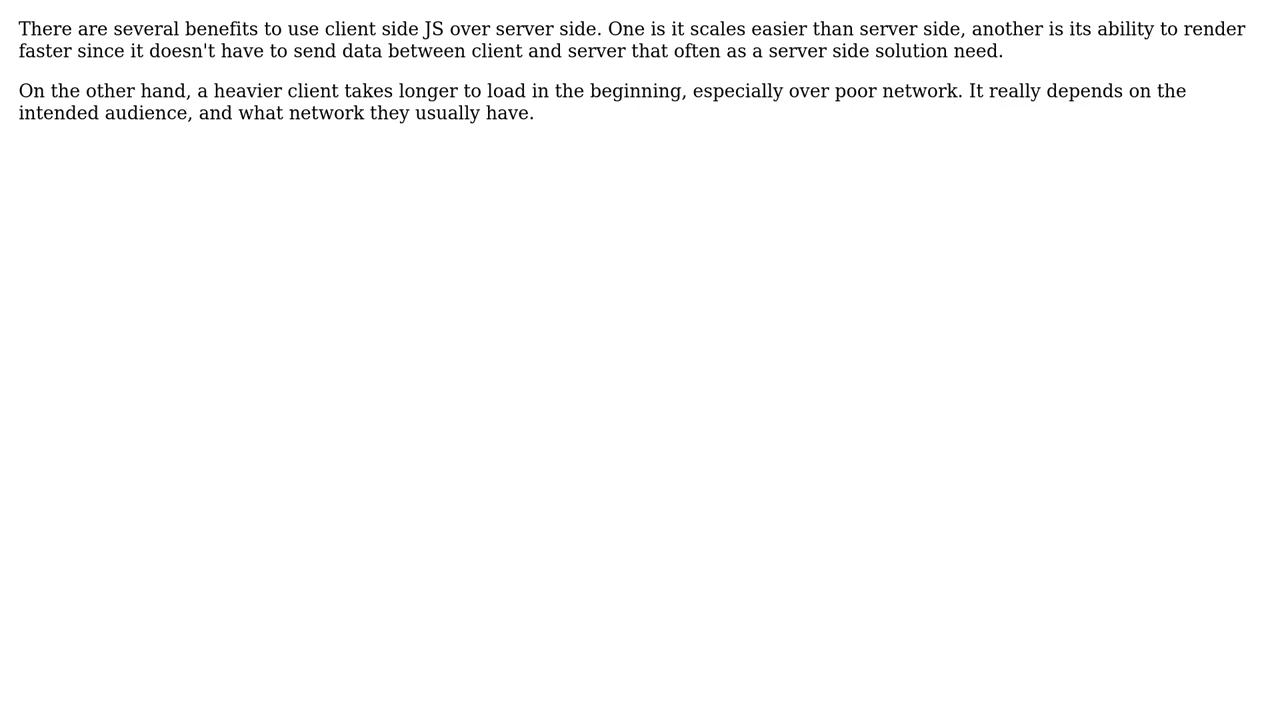 There are several benefits to use client side JS over server side. One is it scales easier than server side, another is its ability to render
faster since it doesn't have to send data between client and server that often as a server side solution need.
On the other hand, a heavier client takes longer to load in the beginning, especially over poor network. It really depends on the
intended audience, and what network they usually have.